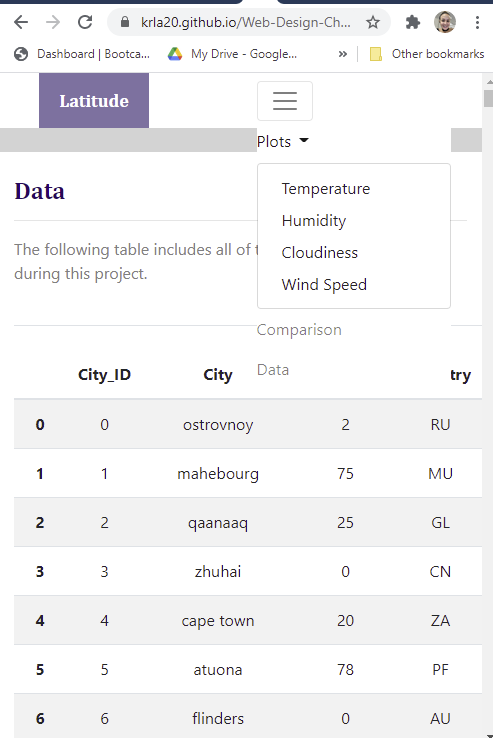 krla20.github.io/Web-Design-Ch...
Dashboard | Bootca...
My Drive - Google...
»
Other bookmarks
Latitude
Plots
Temperature
Humidity
Cloudiness
Wind Speed
Comparison
Data
Data
The following table includes all of t
during this project.
City_ID City try
0 0 ostrovnoy 2 RU
1 1 mahebourg 75 MU
2 2 qaanaaq 25 GL
3 3 zhuhai 0 CN
4 4 cape town 20 ZA
5 5 atuona 78 PF
6 6 flinders 0 AU